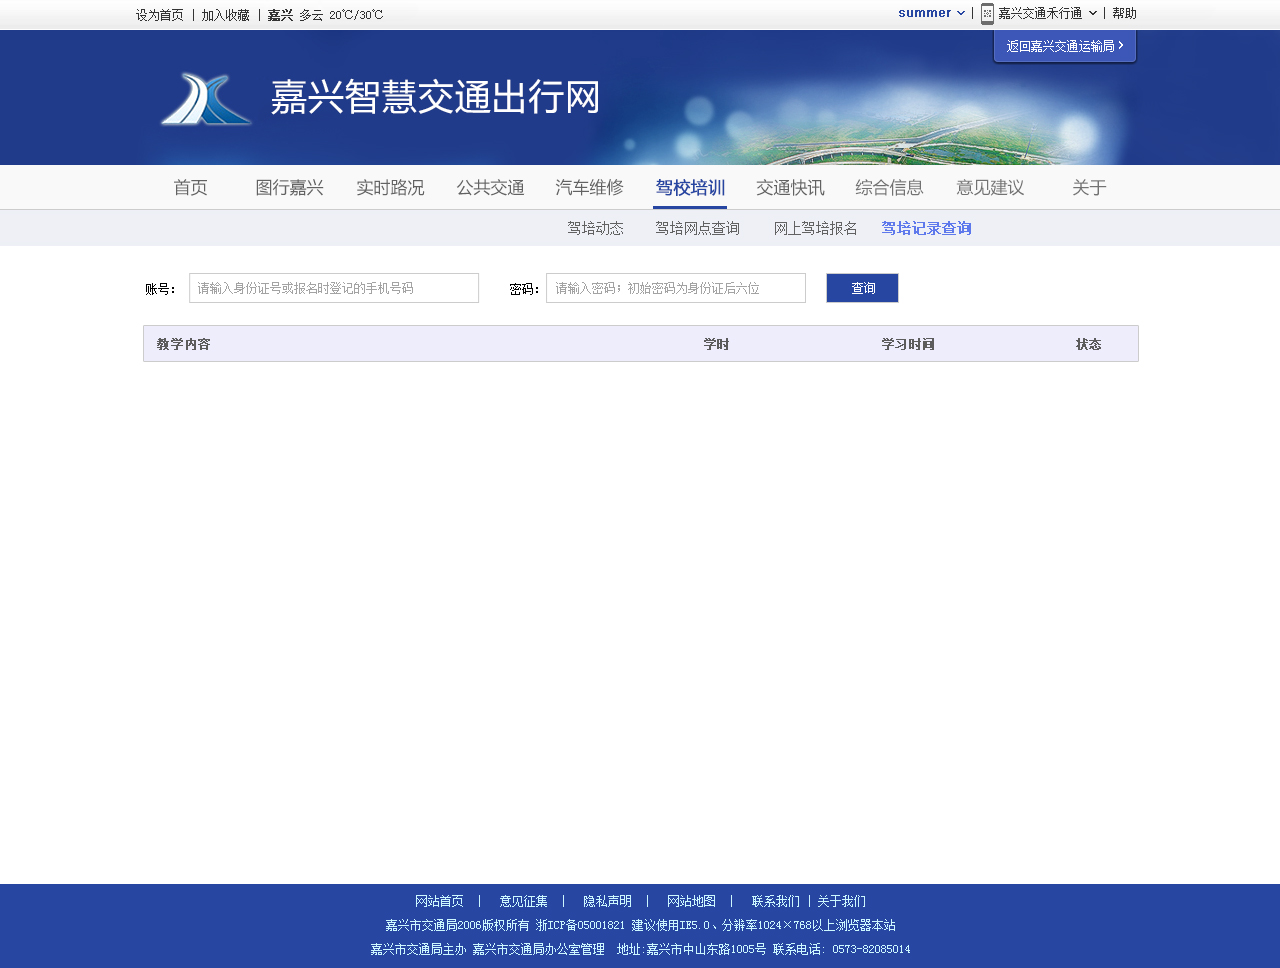 设为首页 | 加入收藏 | 嘉兴 多云 20℃/30℃
summer | 嘉兴交通禾行通 | 帮助
返回嘉兴交通运输局
嘉兴智慧交通出行网
首页 图行嘉兴 实时路况 公共交通 汽车维修 驾校培训 交通快讯 综合信息 意见建议 关于
驾培动态 驾培网点查询 网上驾培报名 驾培记录查询
账号： 请输入身份证号或报名时登记的手机号码 密码： 请输入密码；初始密码为身份证后六位 查询
教学内容 学时 学习时间 状态
网站首页 | 意见征集 | 隐私声明 | 网站地图 | 联系我们 | 关于我们
嘉兴市交通局2006版权所有 浙ICP备05001821 建议使用IE5.0、分辨率1024×768以上浏览器本站
嘉兴市交通局主办 嘉兴市交通局办公室管理 地址:嘉兴市中山东路1005号 联系电话: 0573-82085014